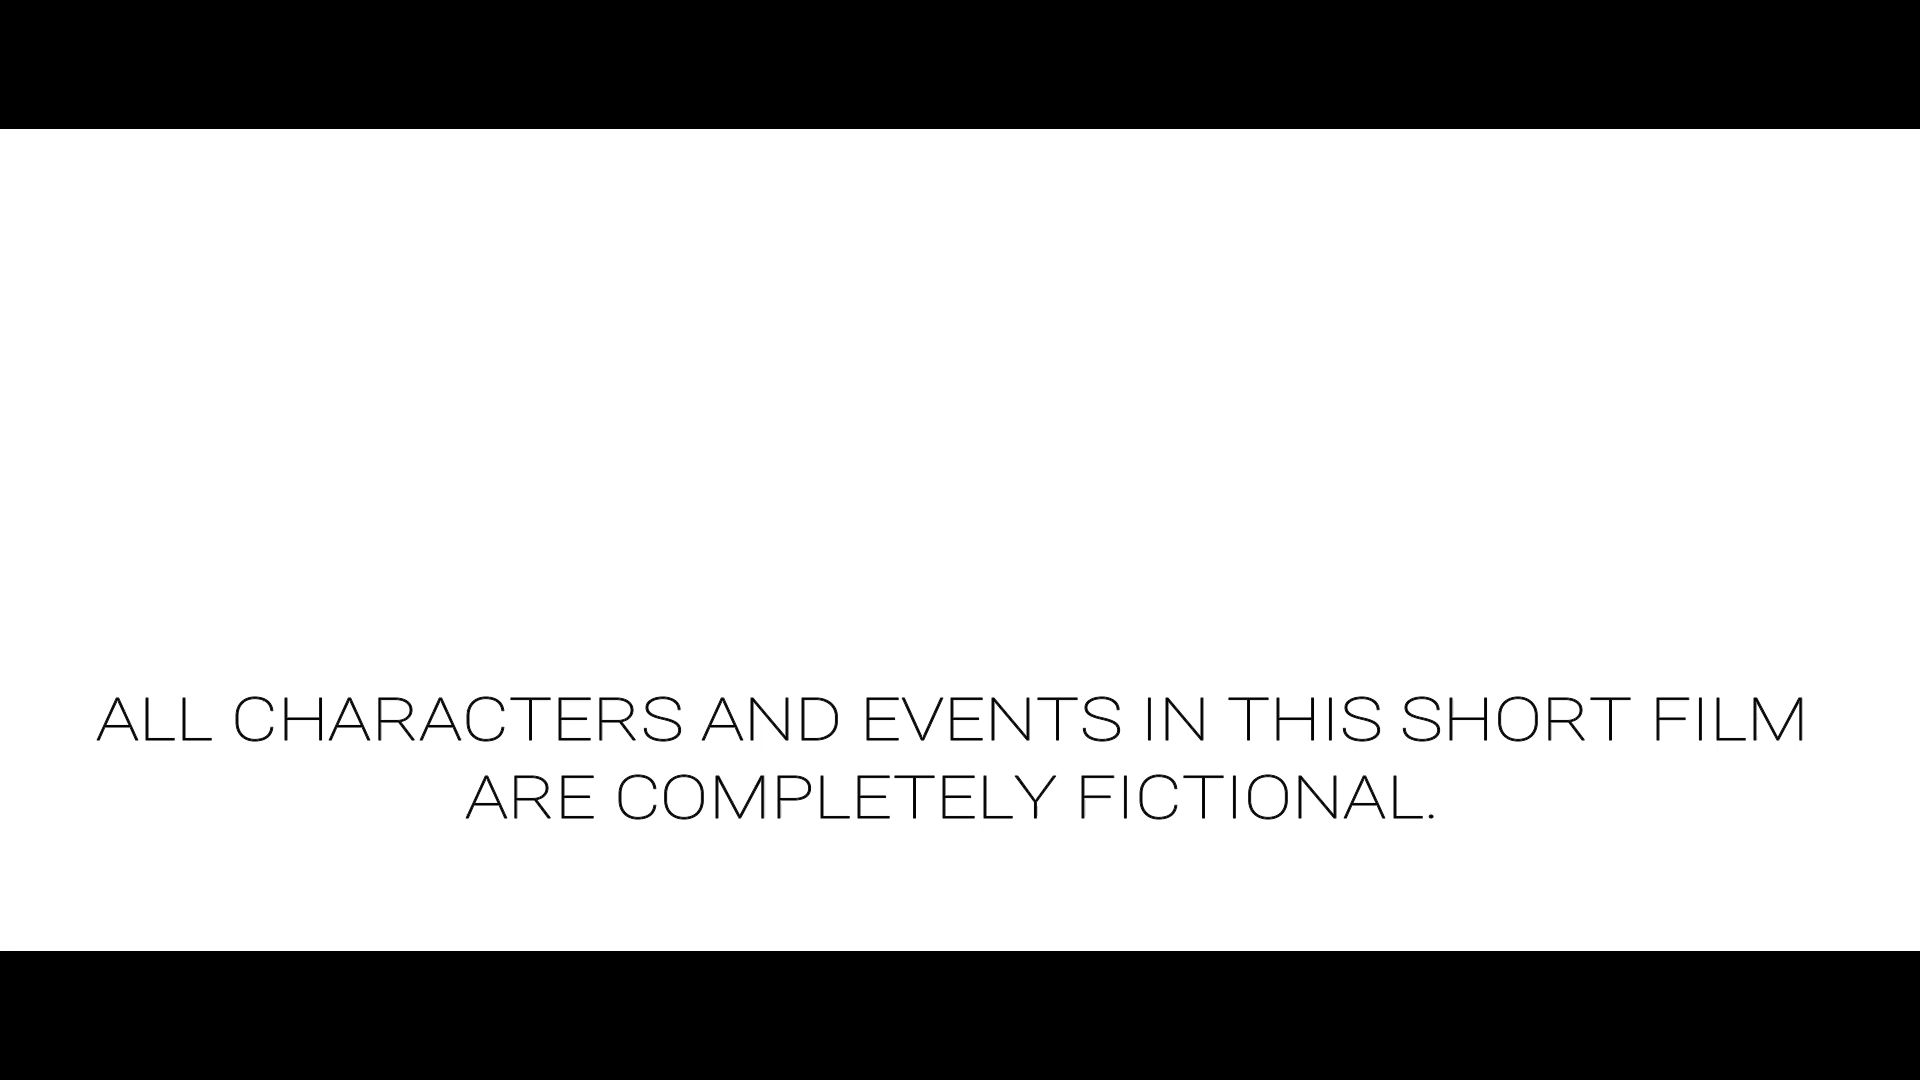 ALL CHARACTERS AND EVENTS IN THIS SHORT FILM
ARE COMPLETELY FICTIONAL.